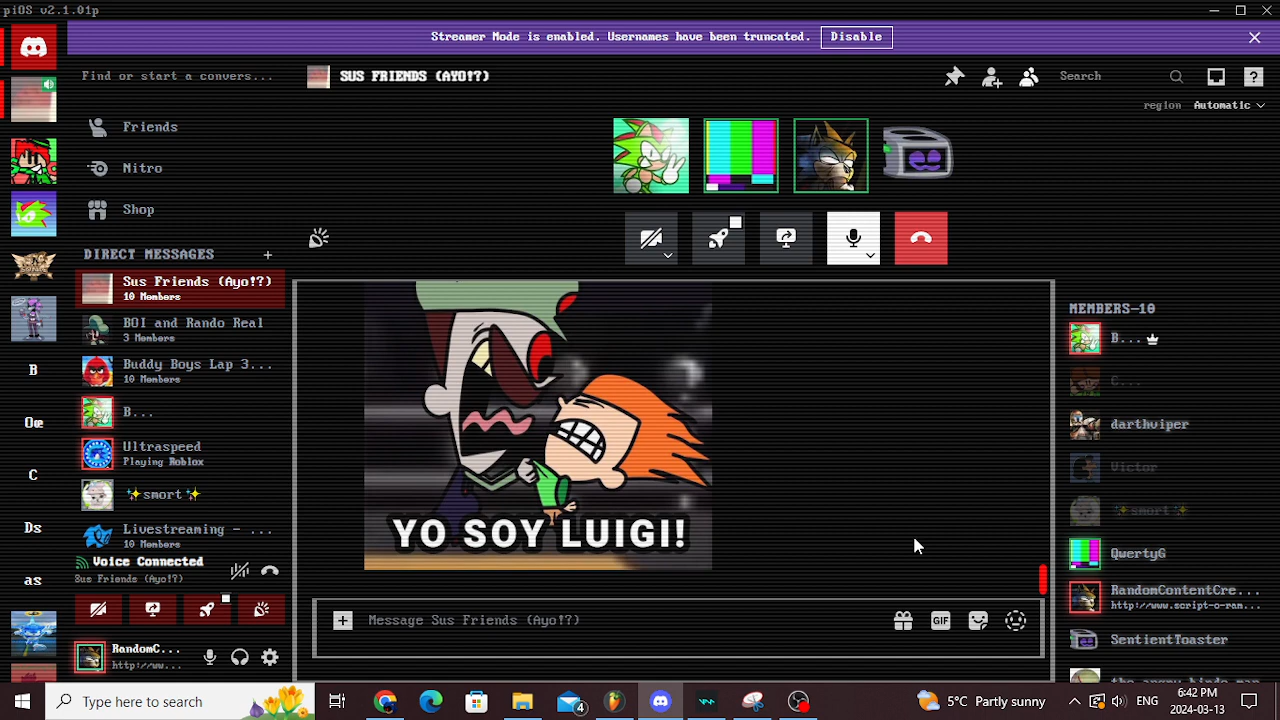 piOS v2.1.01p
Streamer Mode is enabled. Usernames have been truncated.
Disable
Find or start a convers...
SUS FRIENDS (AYO!?)
Search
region Automatic
Friends
Nitro
Shop
DIRECT MESSAGES +
Sus Friends (Ayo!?)
10 Members
BOI and Rando Real
3 Members
Buddy Boys Lap 3...
10 Members
B...
Ultraspeed
Playing Roblox
✨smort✨
Livestreaming - ...
10 Members
B
C
Ds
as
Voice Connected
Sus Friends (Ayo!?)
RandomC...
http://ww...
YO SOY LUIGI!
Message Sus Friends (Ayo!?)
GIF
MEMBERS—10
B...
C...
darthviper
Victor
✨smort✨
QwertyG
RandomContentCre...
http://www.script-o-ran...
SentientToaster
Type here to search
4
5°C Partly sunny
ENG
6:42 PM
2024-03-13